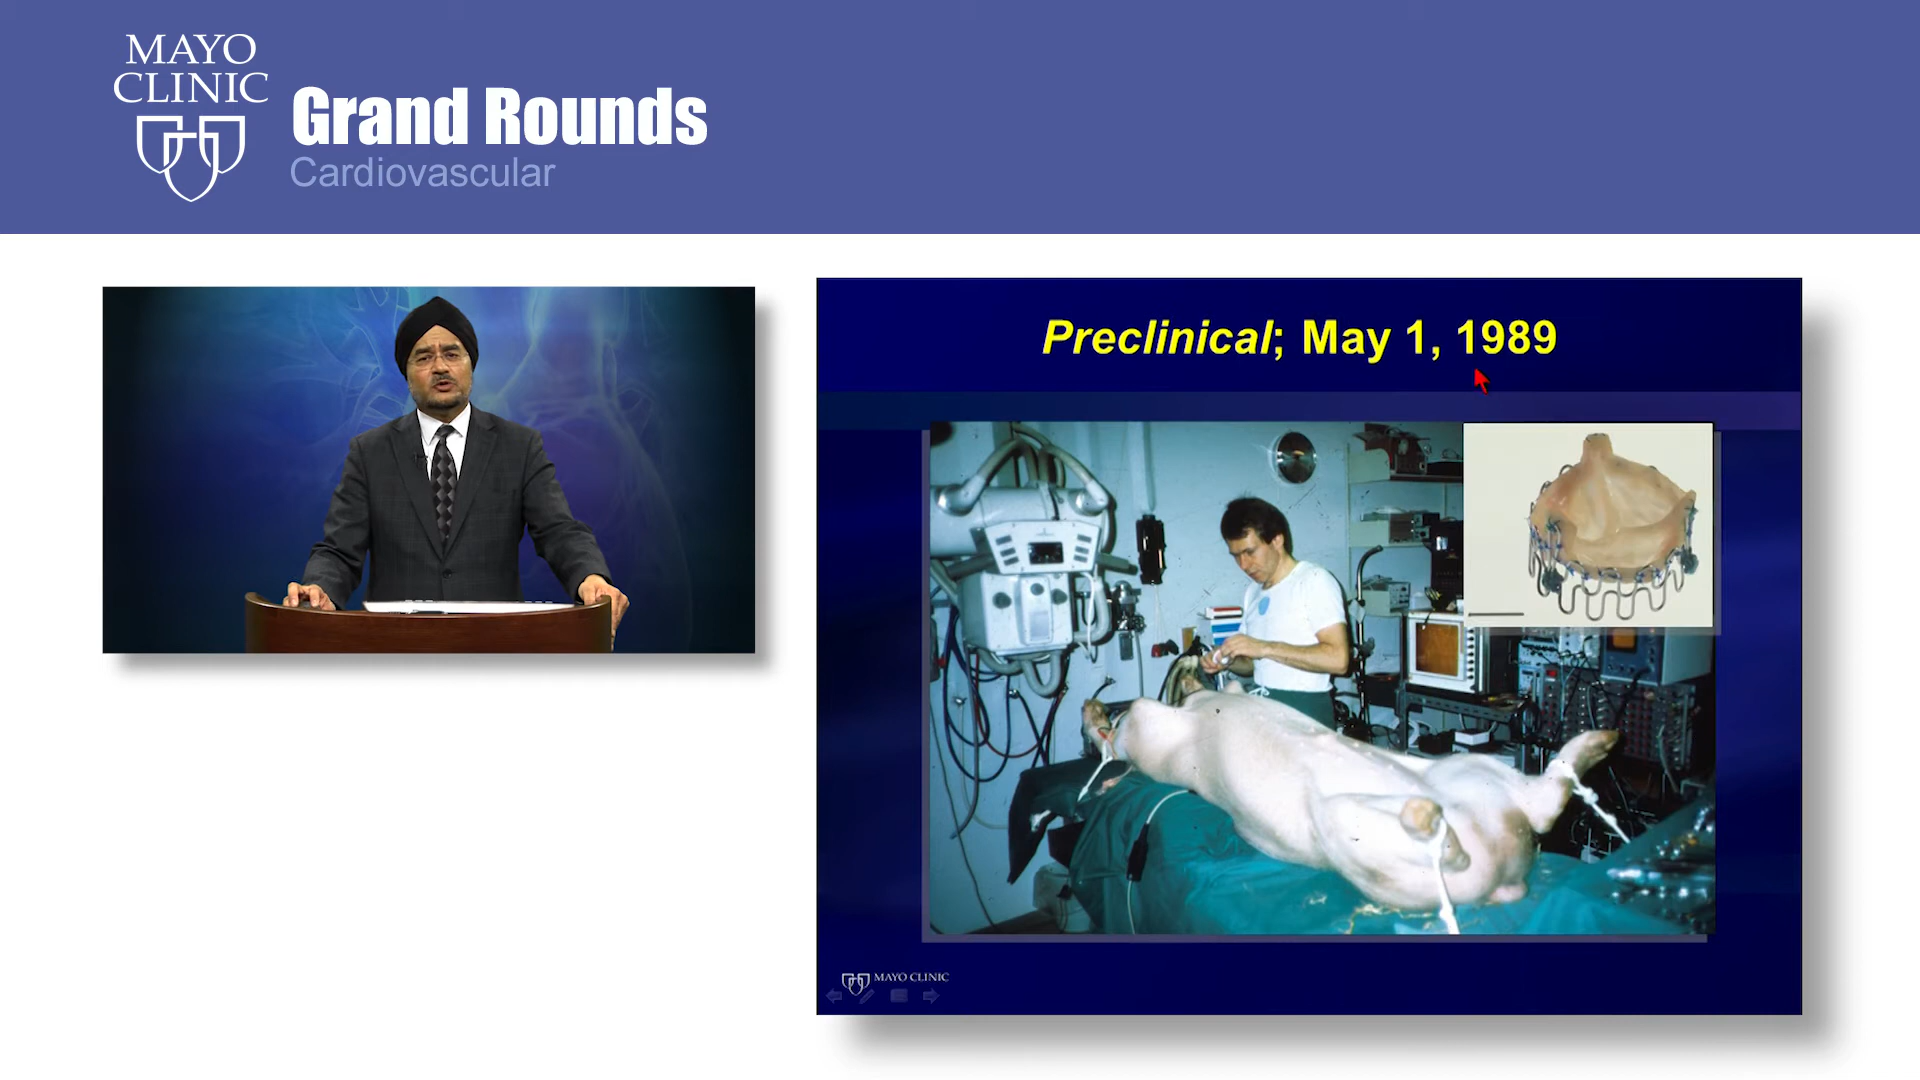 MAYO
CLINIC
Grand Rounds
Cardiovascular
Preclinical; May 1, 1989
MAYO CLINIC